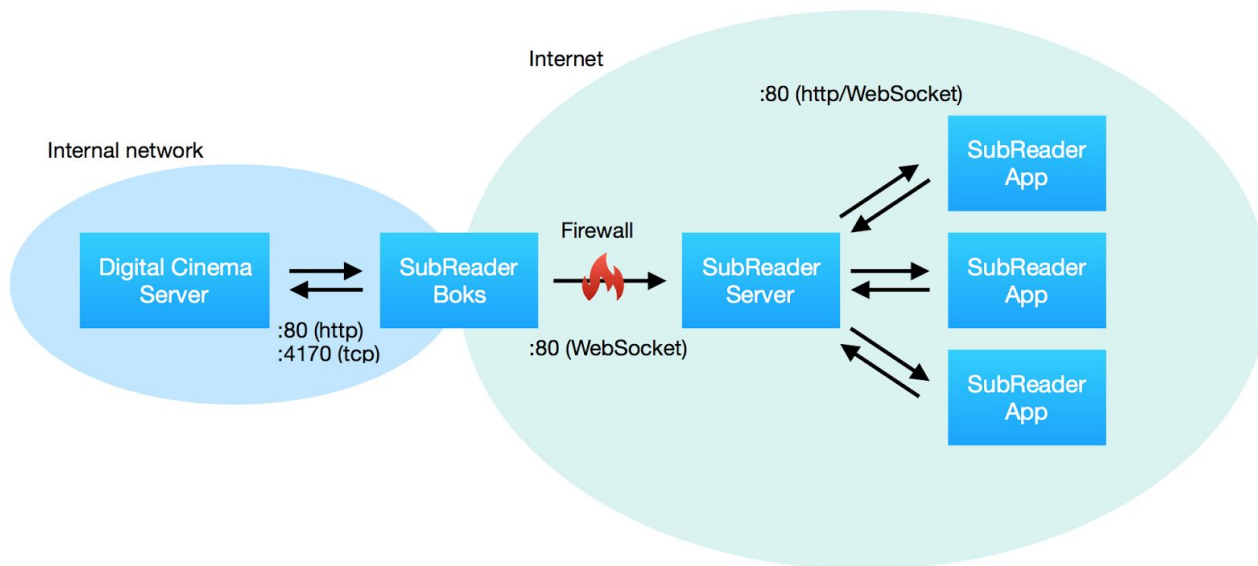 Internet
:80 (http/WebSocket)
SubReader
App
Internal network
Digital Cinema
Server
:80 (http)
:4170 (tcp)
SubReader
Boks
Firewall
:80 (WebSocket)
SubReader
Server
SubReader
App
SubReader
App